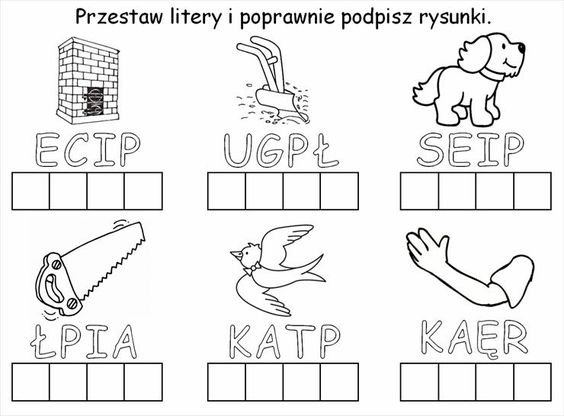 Przestaw litery i poprawnie podpisz rysunki.
ECIP UGPŁ SEIP
ŁPIA KATP KAĘR